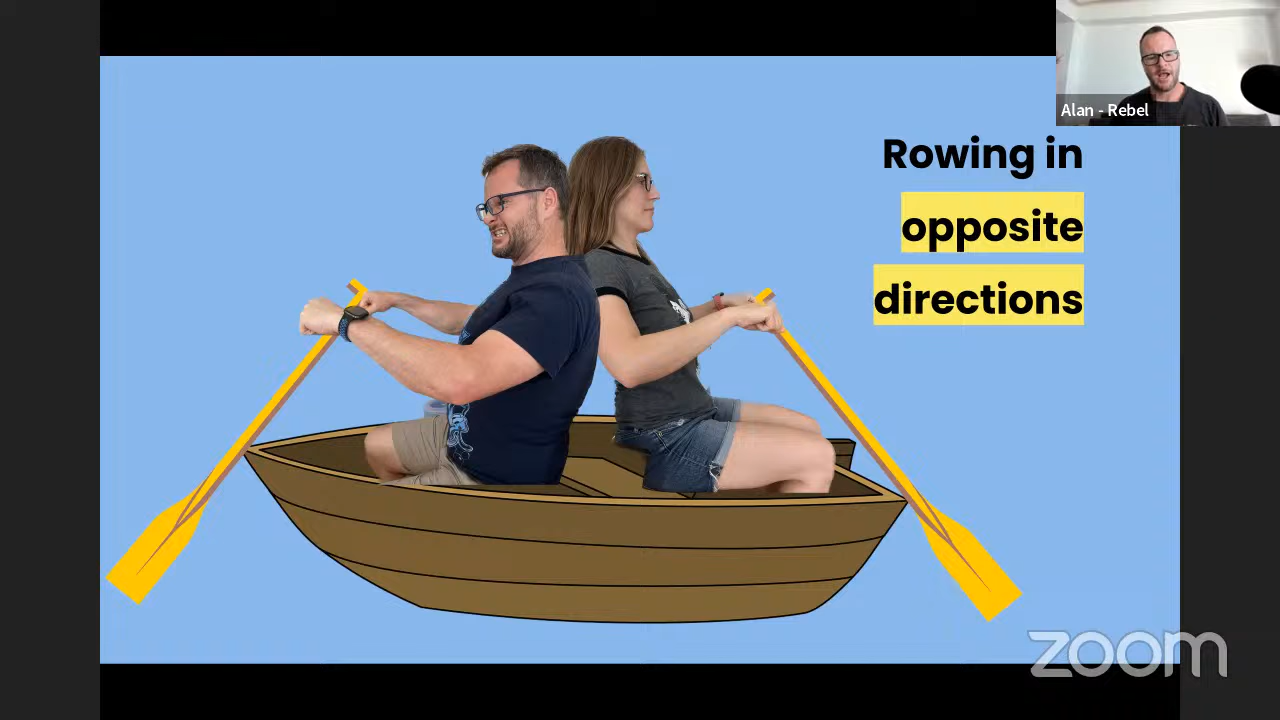 Alan - Rebel
Rowing in
opposite
directions
zoom